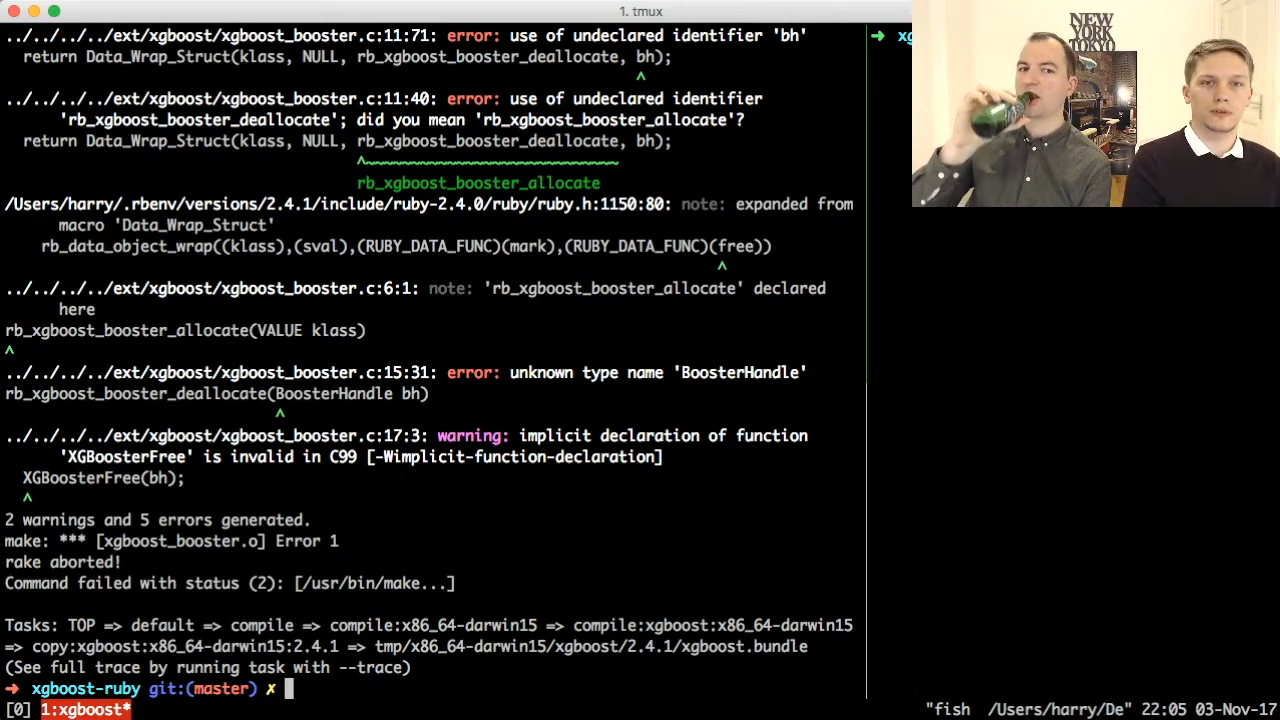 1. tmux
../../../../ext/xgboost/xgboost_booster.c:11:71: error: use of undeclared identifier 'bh'
return Data_Wrap_Struct(klass, NULL, rb_xgboost_booster_deallocate, bh);
^
../../../../ext/xgboost/xgboost_booster.c:11:40: error: use of undeclared identifier
'rb_xgboost_booster_deallocate'; did you mean 'rb_xgboost_booster_allocate'?
return Data_Wrap_Struct(klass, NULL, rb_xgboost_booster_deallocate, bh);
^~~~~~~~~~~~~~~~~~~~~~~~~~~~~
rb_xgboost_booster_allocate
/Users/harry/.rbenv/versions/2.4.1/include/ruby-2.4.0/ruby/ruby.h:1150:80: note: expanded from
macro 'Data_Wrap_Struct'
rb_data_object_wrap((klass),(sval),(RUBY_DATA_FUNC)(mark),(RUBY_DATA_FUNC)(free))
^
../../../../ext/xgboost/xgboost_booster.c:6:1: note: 'rb_xgboost_booster_allocate' declared
here
rb_xgboost_booster_allocate(VALUE klass)
^
../../../../ext/xgboost/xgboost_booster.c:15:31: error: unknown type name 'BoosterHandle'
rb_xgboost_booster_deallocate(BoosterHandle bh)
^
../../../../ext/xgboost/xgboost_booster.c:17:3: warning: implicit declaration of function
'XGBoosterFree' is invalid in C99 [-Wimplicit-function-declaration]
XGBoosterFree(bh);
^
2 warnings and 5 errors generated.
make: *** [xgboost_booster.o] Error 1
rake aborted!
Command failed with status (2): [/usr/bin/make...]
Tasks: TOP => default => compile => compile:x86_64-darwin15 => compile:xgboost:x86_64-darwin15
=> copy:xgboost:x86_64-darwin15:2.4.1 => tmp/x86_64-darwin15/xgboost/2.4.1/xgboost.bundle
(See full trace by running task with --trace)
➜ xgboost-ruby git:(master) ✗
[0] 1:xgboost* "fish /Users/harry/De" 22:05 03-Nov-17
➜ xg
NEW
YORK
TOKYO